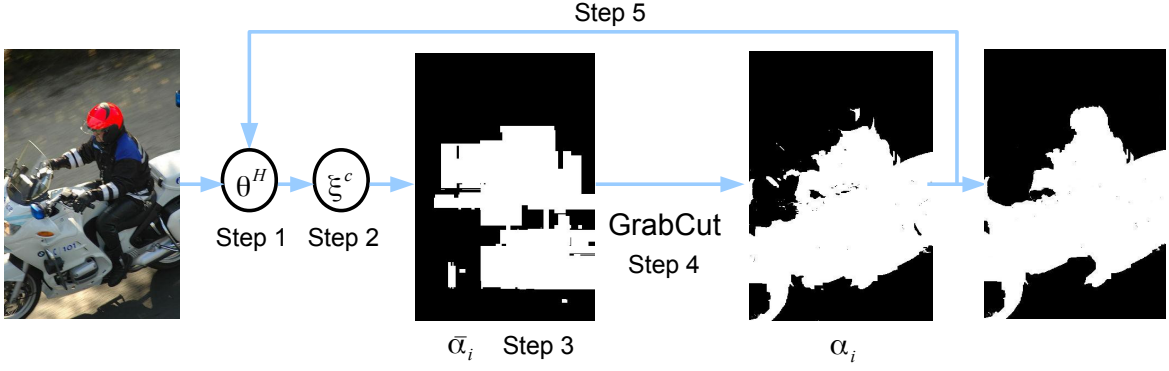 Step 5
θ^H
ξ^c
Step 1
Step 2
GrabCut
Step 4
ᾱ_i
Step 3
α_i